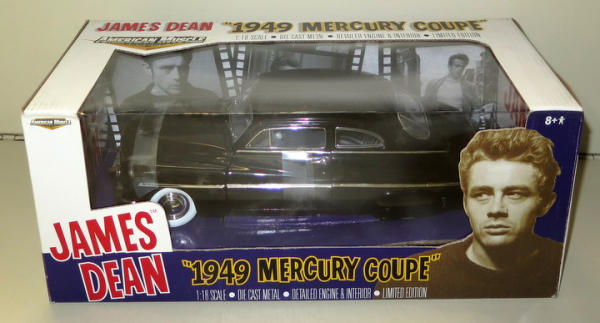 JAMES DEAN "1949 MERCURY COUPE"
AMERICAN MUSCLE
1:18 SCALE • DIE CAST METAL • DETAILED ENGINE & INTERIOR • LIMITED EDITION
JAMES
AMERICAN MUSCLE
8+
JAMES™
DEAN
"1949 MERCURY COUPE"
1:18 SCALE • DIE CAST METAL • DETAILED ENGINE & INTERIOR • LIMITED EDITION